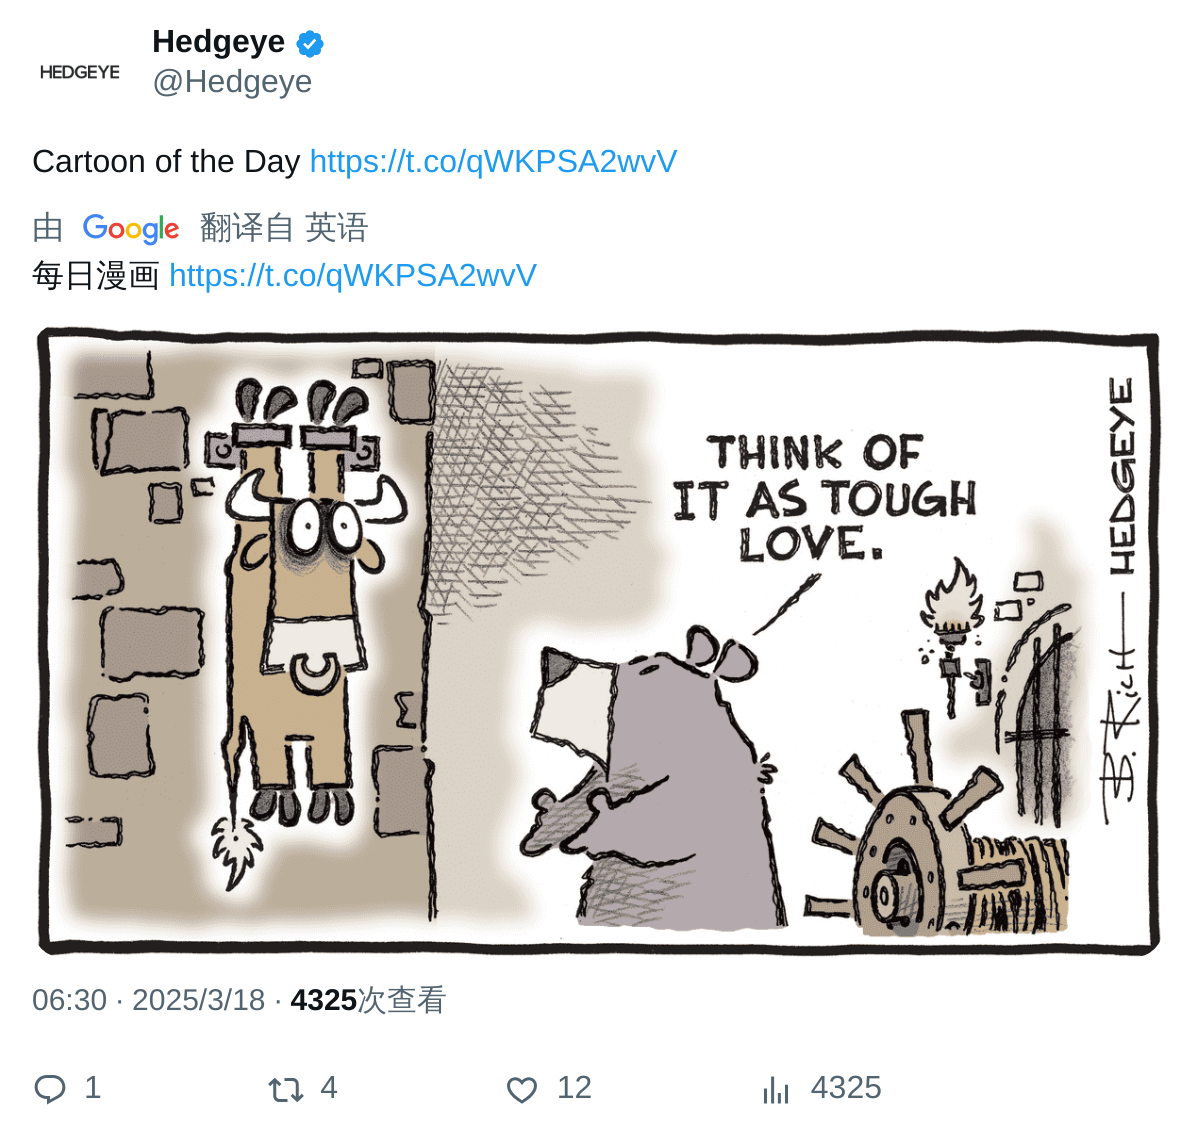 Hedgeye
HEDGEYE
@Hedgeye
Cartoon of the Day https://t.co/qWKPSA2wvV
由 Google 翻译自 英语
每日漫画 https://t.co/qWKPSA2wvV
THINK OF
IT AS TOUGH
LOVE.
B. Rich — HEDGEYE
06:30 · 2025/3/18 · 4325次查看
1 4 12 4325